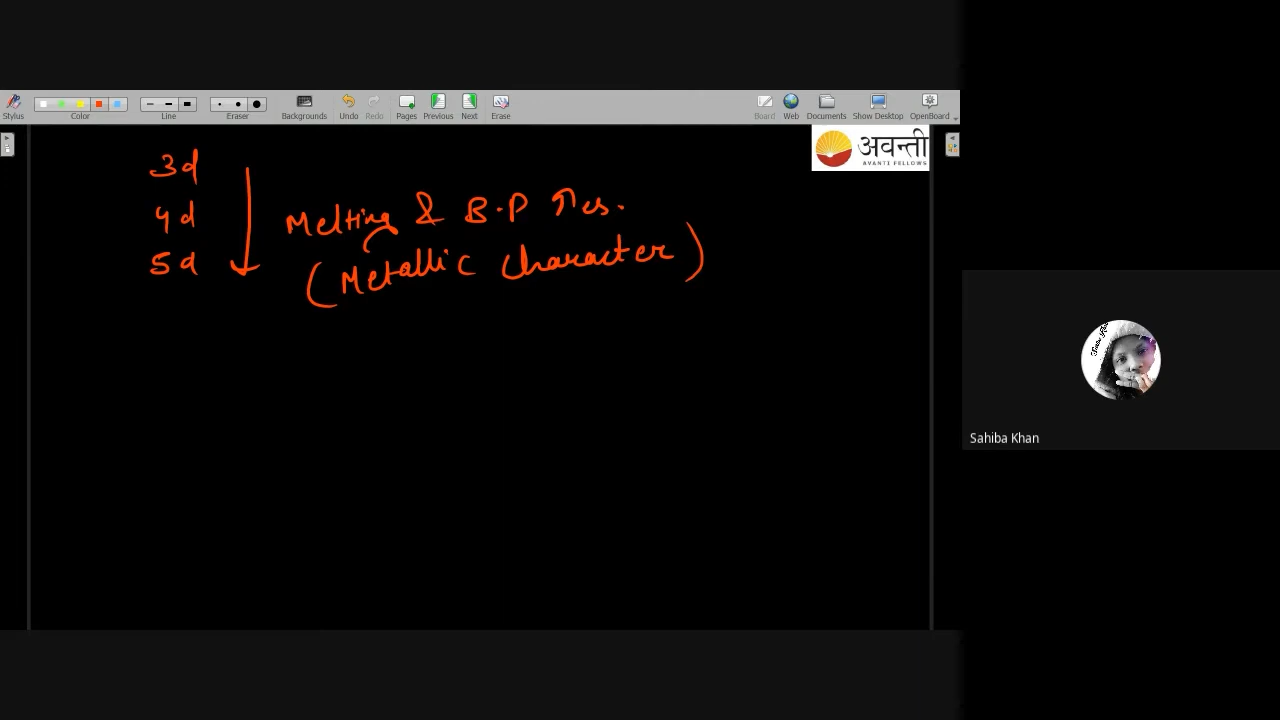 Stylus
Color
Line
Eraser
Backgrounds
Undo
Redo
Pages
Previous
Next
Erase
Board
Web
Documents
Show Desktop
OpenBoard
अवन्ती
AVANTI FELLOWS
3d
4d
5d
Melting & B.P ↑es.
(Metallic character)
Sahiba Khan